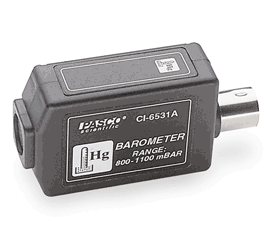 PASCO
scientific
CI-6531A
Hg
BAROMETER
RANGE:
800-1100 mBAR